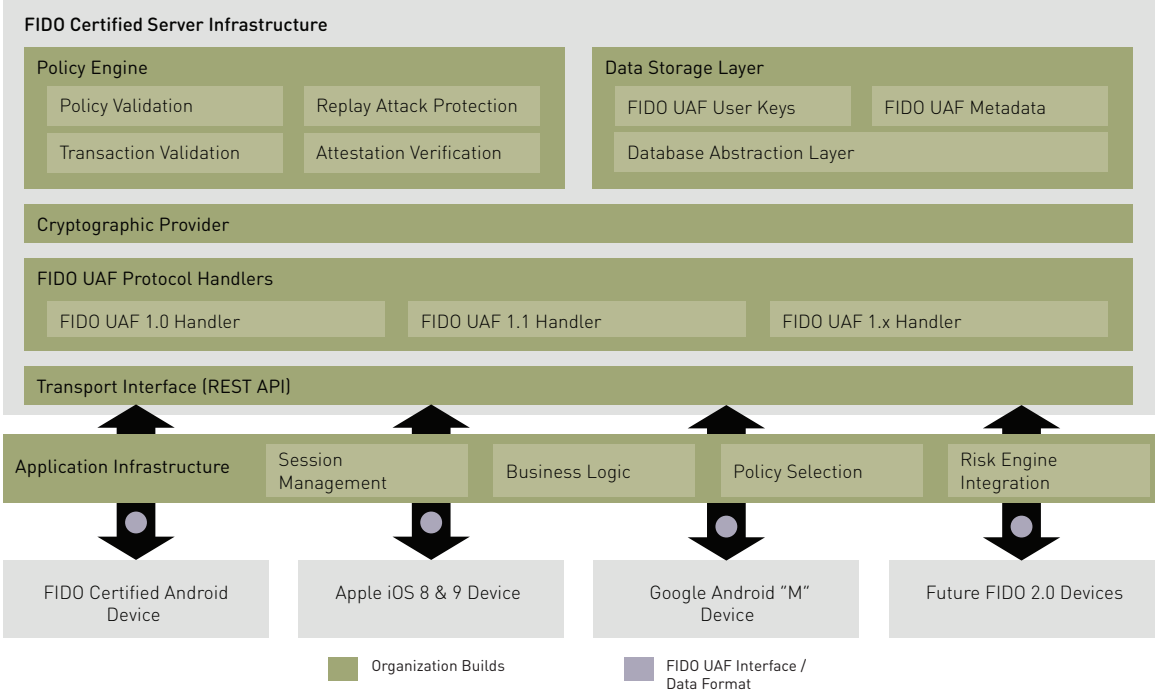 FIDO Certified Server Infrastructure
Policy Engine
Policy Validation
Replay Attack Protection
Transaction Validation
Attestation Verification
Data Storage Layer
FIDO UAF User Keys
FIDO UAF Metadata
Database Abstraction Layer
Cryptographic Provider
FIDO UAF Protocol Handlers
FIDO UAF 1.0 Handler
FIDO UAF 1.1 Handler
FIDO UAF 1.x Handler
Transport Interface (REST API)
Application Infrastructure
Session
Management
Business Logic
Policy Selection
Risk Engine
Integration
FIDO Certified Android
Device
Apple iOS 8 & 9 Device
Google Android "M"
Device
Future FIDO 2.0 Devices
Organization Builds
FIDO UAF Interface /
Data Format